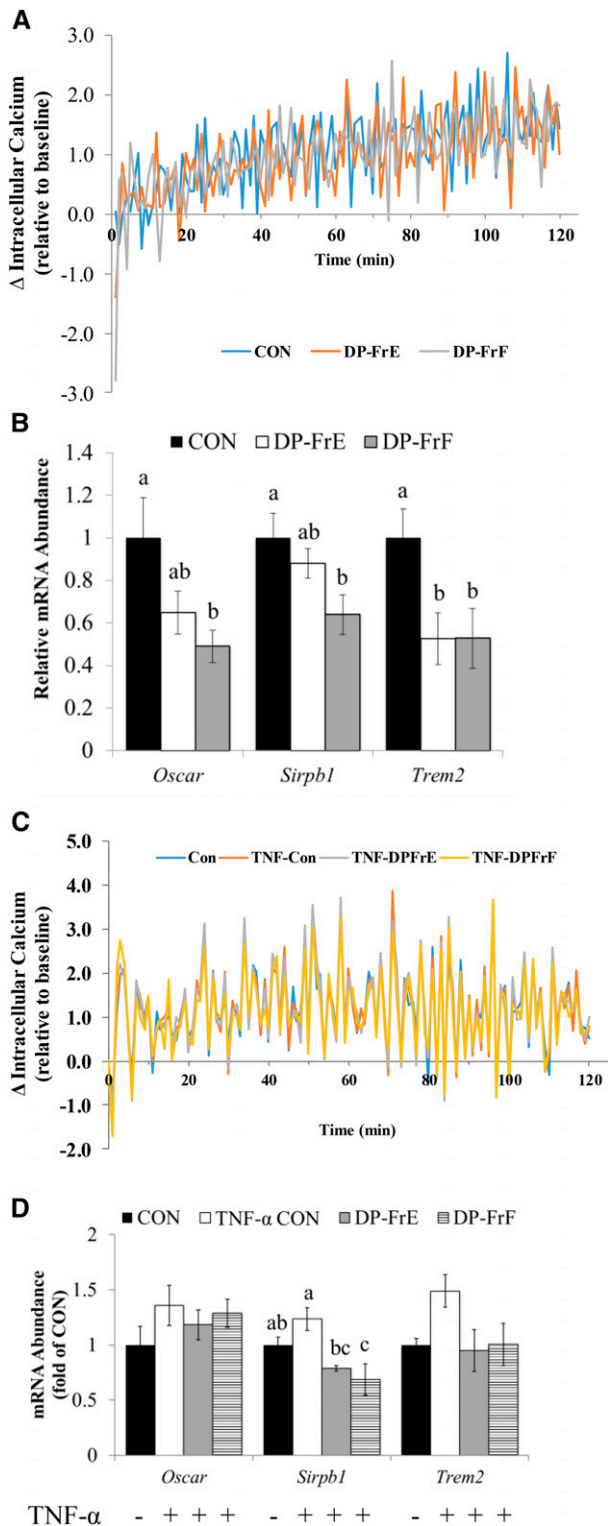 A
Δ Intracellular Calcium
(relative to baseline)
3.0
2.0
1.0
0.0
-1.0
-2.0
-3.0
0 20 40 60 80 100 120
Time (min)
CON DP-FrE DP-FrF
B
CON DP-FrE DP-FrF
Relative mRNA Abundance
1.4
1.2
1
0.8
0.6
0.4
0.2
0
a ab b
a ab b
a b b
Oscar Sirpb1 Trem2
C
Con TNF-Con TNF-DPFrE TNF-DPFrF
Δ Intracellular Calcium
(relative to baseline)
5.0
4.0
3.0
2.0
1.0
0.0
-1.0
-2.0
0 20 40 60 80 100 120
Time (min)
D
CON TNF-α CON DP-FrE DP-FrF
mRNA Abundance
(fold of CON)
2
1.5
1
0.5
0
ab a bc c
Oscar Sirpb1 Trem2
TNF-α - + + + - + + + - + + +